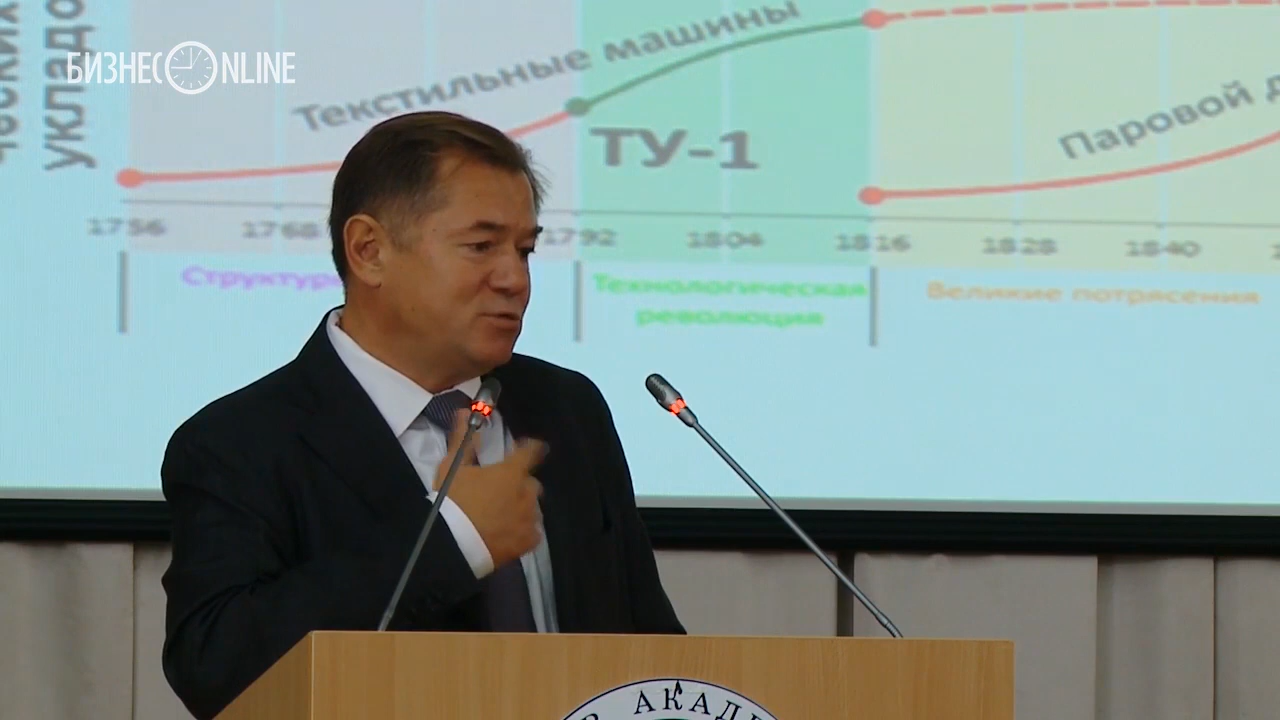 БИЗНЕС ONLINE
укладо
Текстильные машины
ТУ-1
Паровой д
1756 1768 1792 1804 1816 1828 1840
Структур
Технологическая
революция
Великие потрясения
АКАД